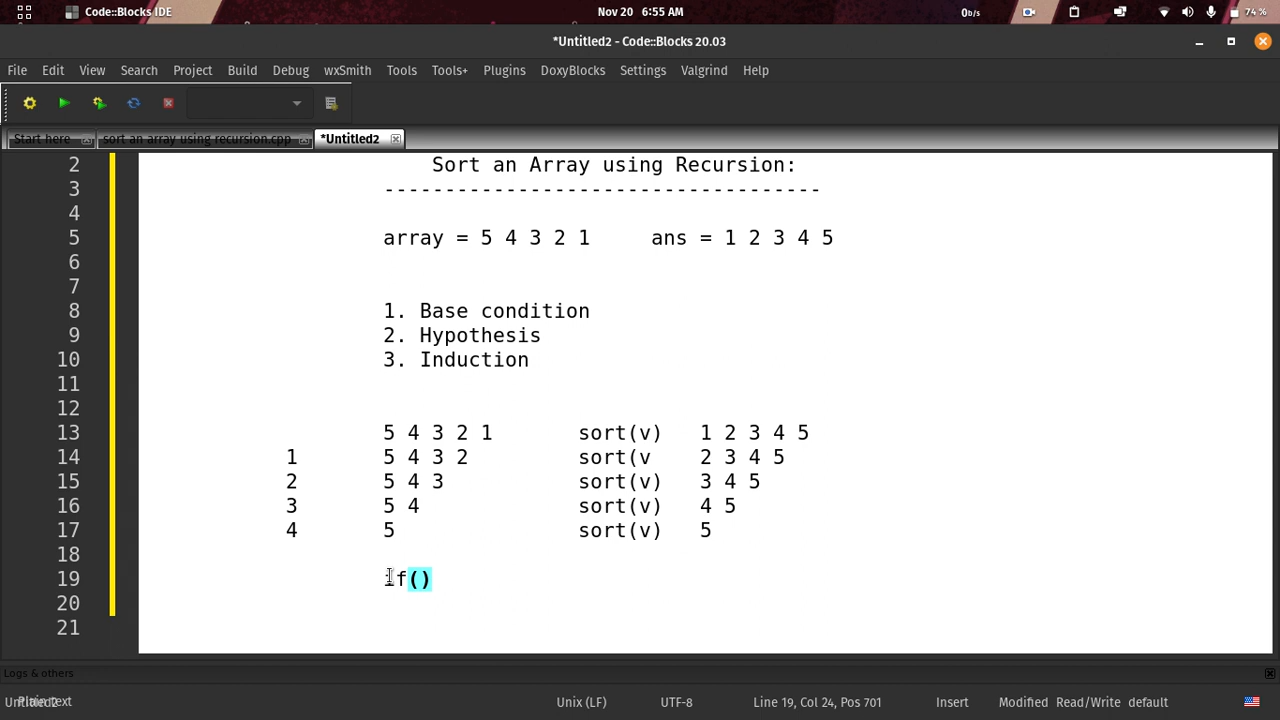 Code::Blocks IDE
Nov 20 6:55 AM
0b/s
74 %
*Untitled2 - Code::Blocks 20.03
File Edit View Search Project Build Debug wxSmith Tools Tools+ Plugins DoxyBlocks Settings Valgrind Help
Start here sort an array using recursion.cpp *Untitled2
2 Sort an Array using Recursion:
3 ------------------------------------
4
5 array = 5 4 3 2 1 ans = 1 2 3 4 5
6
7
8 1. Base condition
9 2. Hypothesis
10 3. Induction
11
12
13 5 4 3 2 1 sort(v) 1 2 3 4 5
14 1 5 4 3 2 sort(v 2 3 4 5
15 2 5 4 3 sort(v) 3 4 5
16 3 5 4 sort(v) 4 5
17 4 5 sort(v) 5
18
19 if()
20
21
Logs & others
Unix (LF) UTF-8 Line 19, Col 24, Pos 701 Insert Modified Read/Write default